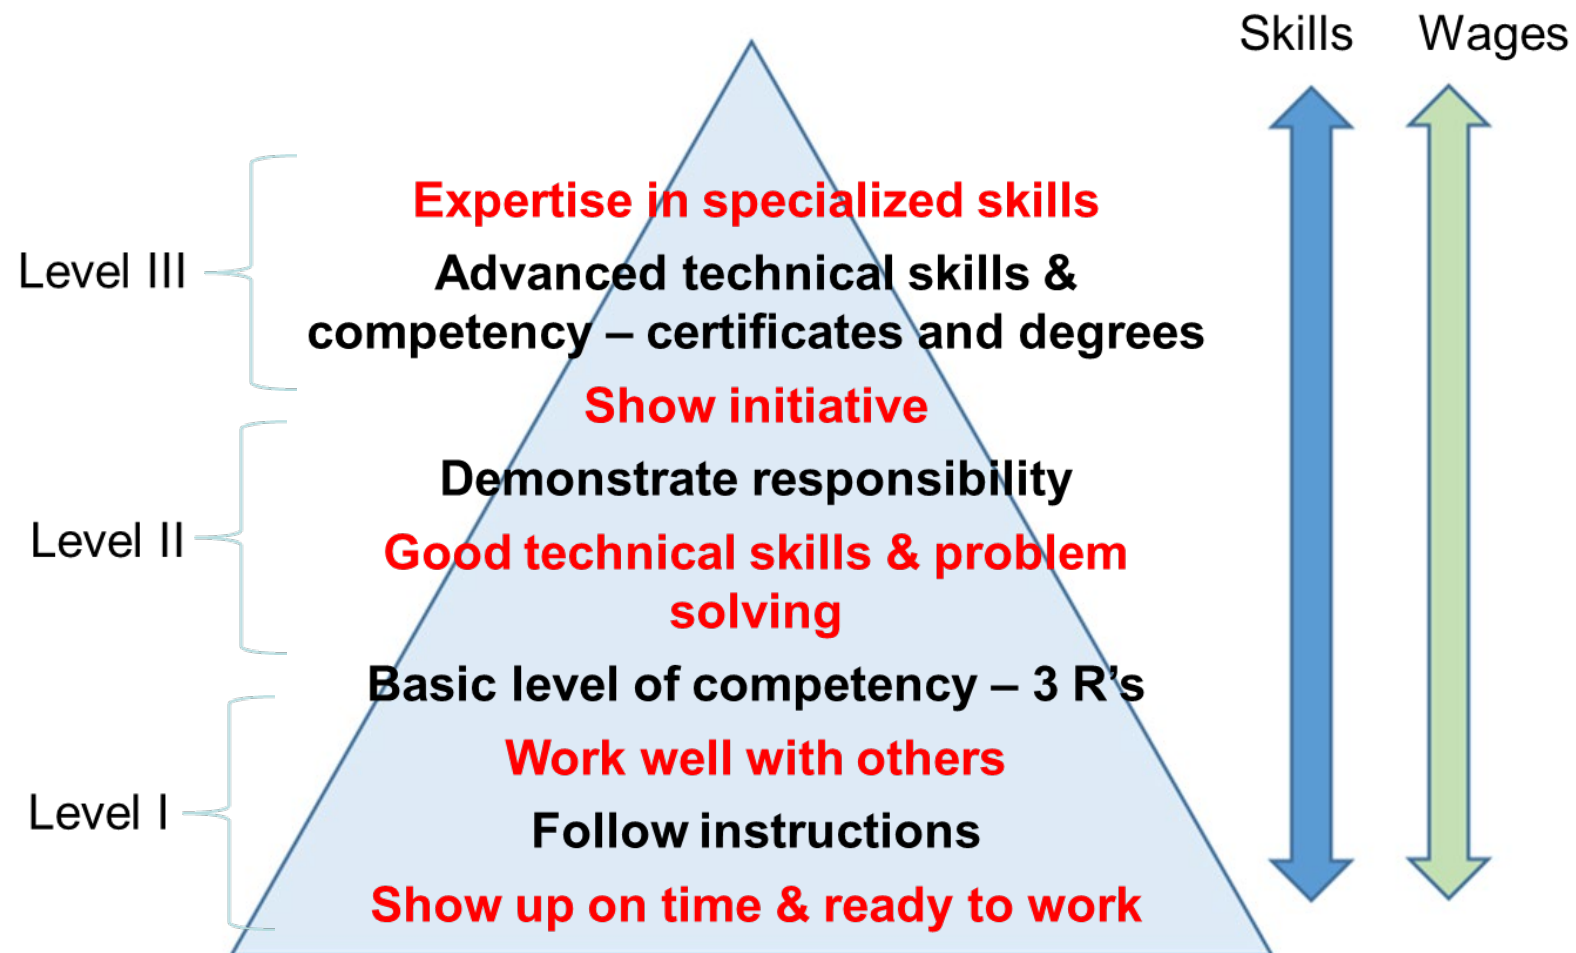 Skills Wages
Expertise in specialized skills
Level III
Advanced technical skills &
competency – certificates and degrees
Show initiative
Demonstrate responsibility
Level II
Good technical skills & problem
solving
Basic level of competency – 3 R’s
Work well with others
Level I
Follow instructions
Show up on time & ready to work